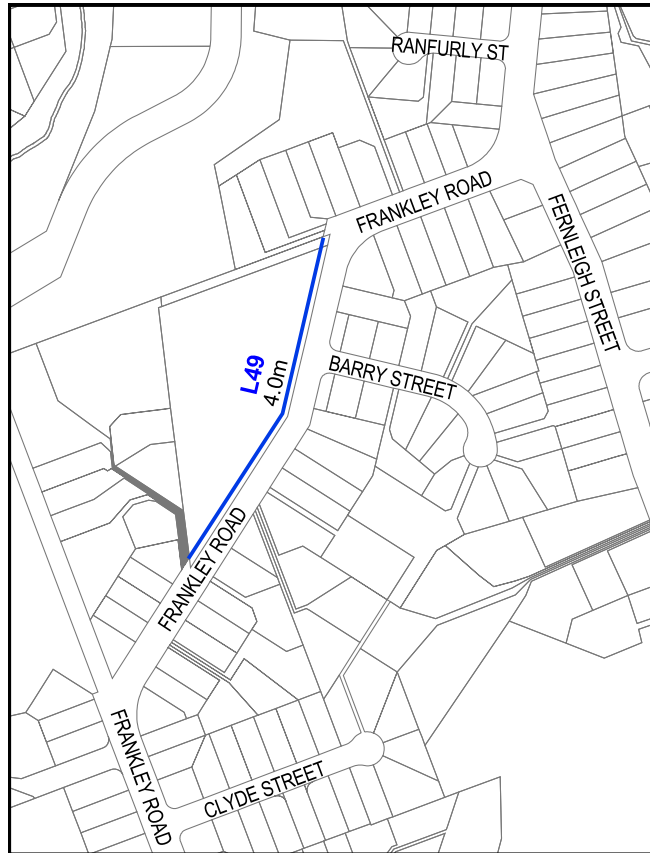 RANFURLY ST
FRANKLEY ROAD
FERNLEIGH STREET
L49
4.0m
BARRY STREET
FRANKLEY ROAD
FRANKLEY ROAD
CLYDE STREET